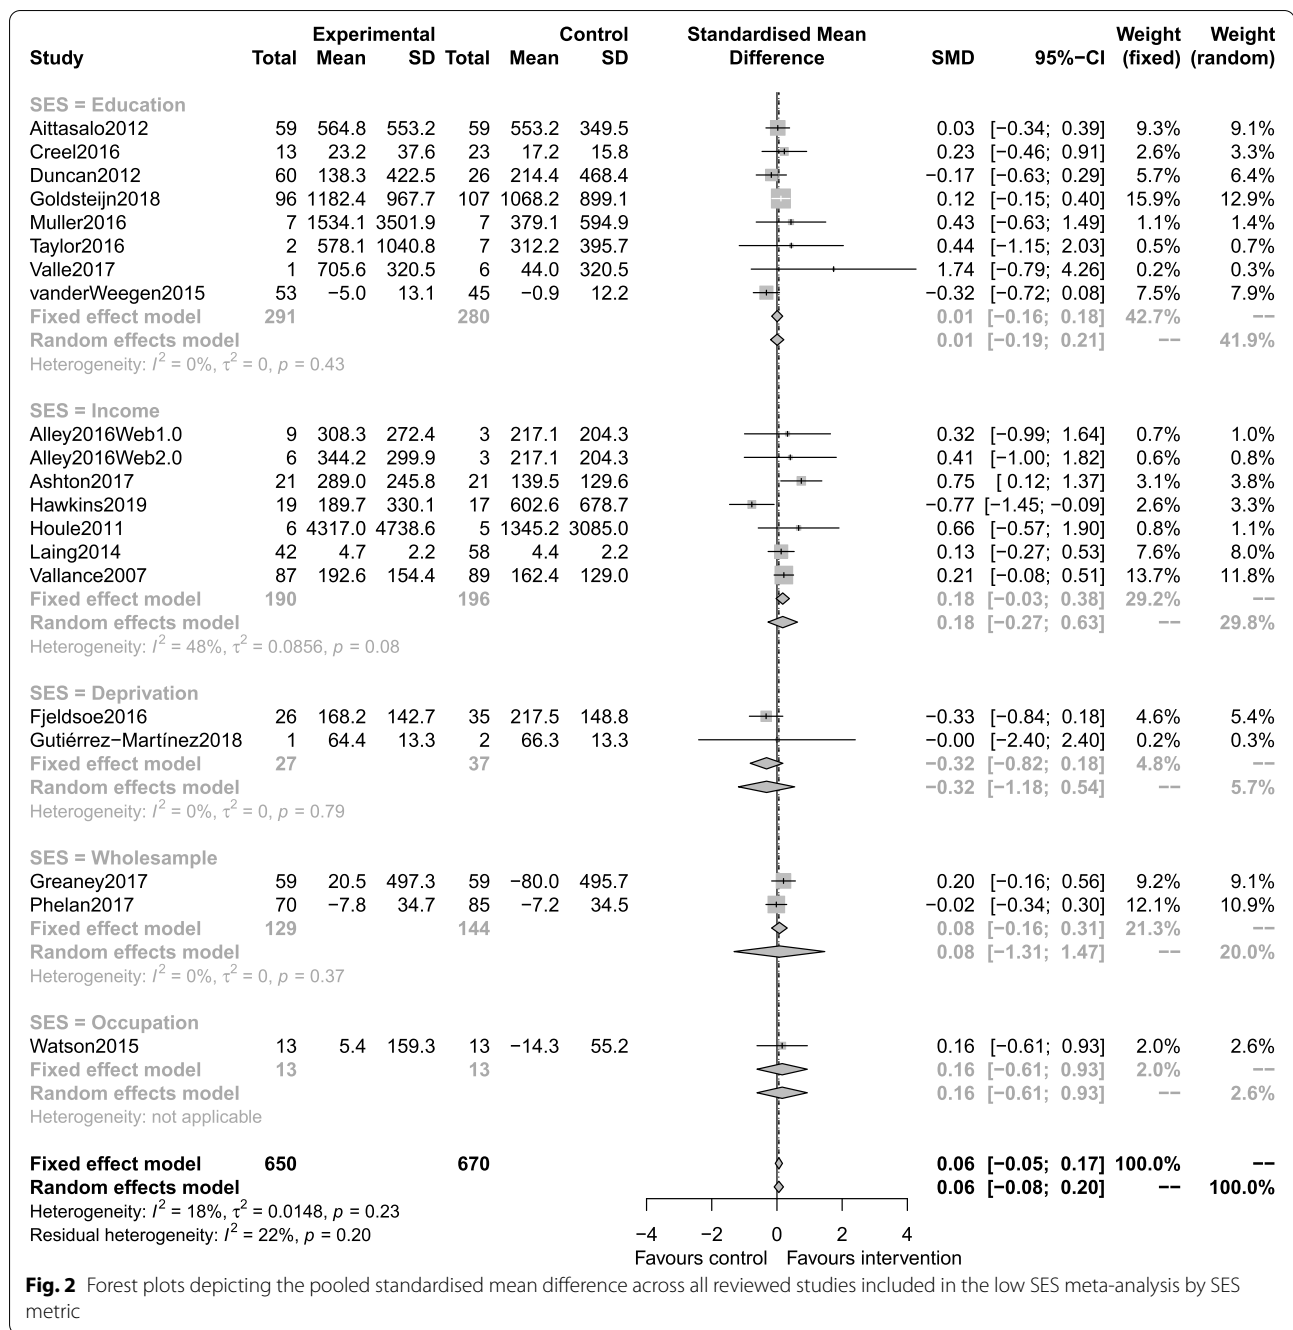 Experimental Control Standardised Mean Weight Weight
Study Total Mean SD Total Mean SD Difference SMD 95%−CI (fixed) (random)
SES = Education
Aittasalo2012 59 564.8 553.2 59 553.2 349.5 0.03 [−0.34; 0.39] 9.3% 9.1%
Creel2016 13 23.2 37.6 23 17.2 15.8 0.23 [−0.46; 0.91] 2.6% 3.3%
Duncan2012 60 138.3 422.5 26 214.4 468.4 −0.17 [−0.63; 0.29] 5.7% 6.4%
Goldsteijn2018 96 1182.4 967.7 107 1068.2 899.1 0.12 [−0.15; 0.40] 15.9% 12.9%
Muller2016 7 1534.1 3501.9 7 379.1 594.9 0.43 [−0.63; 1.49] 1.1% 1.4%
Taylor2016 2 578.1 1040.8 7 312.2 395.7 0.44 [−1.15; 2.03] 0.5% 0.7%
Valle2017 1 705.6 320.5 6 44.0 320.5 1.74 [−0.79; 4.26] 0.2% 0.3%
vanderWeegen2015 53 −5.0 13.1 45 −0.9 12.2 −0.32 [−0.72; 0.08] 7.5% 7.9%
Fixed effect model 291 280 0.01 [−0.16; 0.18] 42.7% −−
Random effects model 0.01 [−0.19; 0.21] −− 41.9%
Heterogeneity: I² = 0%, τ² = 0, p = 0.43
SES = Income
Alley2016Web1.0 9 308.3 272.4 3 217.1 204.3 0.32 [−0.99; 1.64] 0.7% 1.0%
Alley2016Web2.0 6 344.2 299.9 3 217.1 204.3 0.41 [−1.00; 1.82] 0.6% 0.8%
Ashton2017 21 289.0 245.8 21 139.5 129.6 0.75 [ 0.12; 1.37] 3.1% 3.8%
Hawkins2019 19 189.7 330.1 17 602.6 678.7 −0.77 [−1.45; −0.09] 2.6% 3.3%
Houle2011 6 4317.0 4738.6 5 1345.2 3085.0 0.66 [−0.57; 1.90] 0.8% 1.1%
Laing2014 42 4.7 2.2 58 4.4 2.2 0.13 [−0.27; 0.53] 7.6% 8.0%
Vallance2007 87 192.6 154.4 89 162.4 129.0 0.21 [−0.08; 0.51] 13.7% 11.8%
Fixed effect model 190 196 0.18 [−0.03; 0.38] 29.2% −−
Random effects model 0.18 [−0.27; 0.63] −− 29.8%
Heterogeneity: I² = 48%, τ² = 0.0856, p = 0.08
SES = Deprivation
Fjeldsoe2016 26 168.2 142.7 35 217.5 148.8 −0.33 [−0.84; 0.18] 4.6% 5.4%
Gutiérrez−Martínez2018 1 64.4 13.3 2 66.3 13.3 −0.00 [−2.40; 2.40] 0.2% 0.3%
Fixed effect model 27 37 −0.32 [−0.82; 0.18] 4.8% −−
Random effects model −0.32 [−1.18; 0.54] −− 5.7%
Heterogeneity: I² = 0%, τ² = 0, p = 0.79
SES = Wholesample
Greaney2017 59 20.5 497.3 59 −80.0 495.7 0.20 [−0.16; 0.56] 9.2% 9.1%
Phelan2017 70 −7.8 34.7 85 −7.2 34.5 −0.02 [−0.34; 0.30] 12.1% 10.9%
Fixed effect model 129 144 0.08 [−0.16; 0.31] 21.3% −−
Random effects model 0.08 [−1.31; 1.47] −− 20.0%
Heterogeneity: I² = 0%, τ² = 0, p = 0.37
SES = Occupation
Watson2015 13 5.4 159.3 13 −14.3 55.2 0.16 [−0.61; 0.93] 2.0% 2.6%
Fixed effect model 13 13 0.16 [−0.61; 0.93] 2.0% −−
Random effects model 0.16 [−0.61; 0.93] −− 2.6%
Heterogeneity: not applicable
Fixed effect model 650 670 0.06 [−0.05; 0.17] 100.0% −−
Random effects model 0.06 [−0.08; 0.20] −− 100.0%
Heterogeneity: I² = 18%, τ² = 0.0148, p = 0.23
Residual heterogeneity: I² = 22%, p = 0.20
−4 −2 0 2 4
Favours control Favours intervention
Fig. 2 Forest plots depicting the pooled standardised mean difference across all reviewed studies included in the low SES meta-analysis by SES
metric